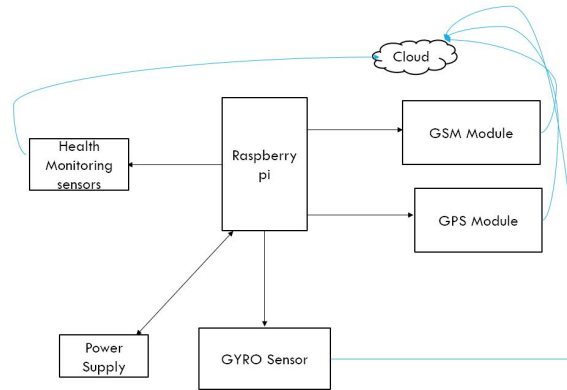 Cloud
Health
Monitoring
sensors
Raspberry
pi
GSM Module
GPS Module
Power
Supply
GYRO Sensor